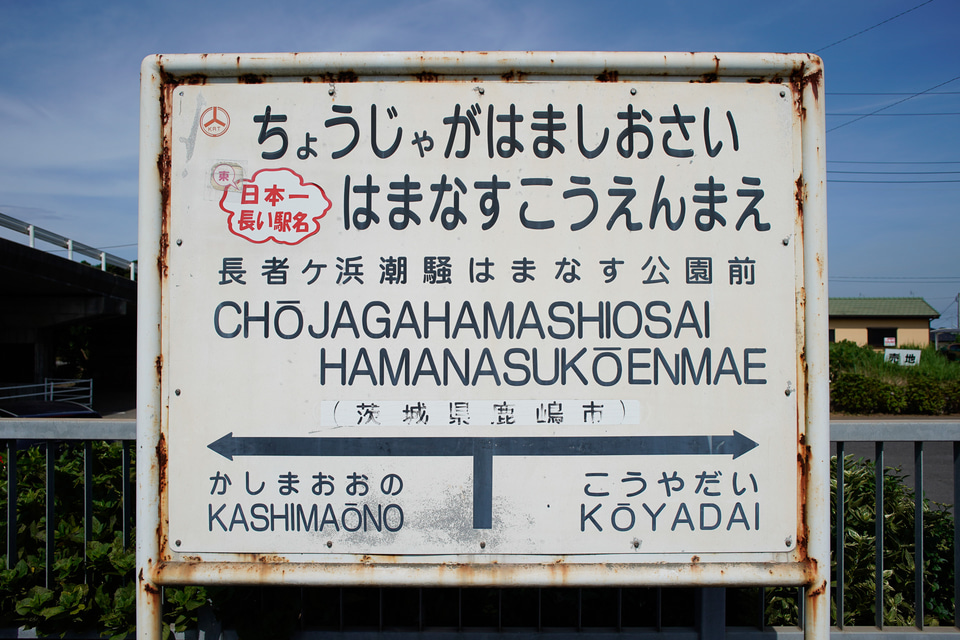 KRT
ちょうじゃがはましおさい
東
日本一
長い駅名
はまなすこうえんまえ
長者ケ浜潮騒はまなす公園前
CHŌJAGAHAMASHIOSAI
HAMANASUKŌENMAE
(茨城県鹿嶋市)
かしまおおの
KASHIMAŌNO
こうやだい
KŌYADAI
売地